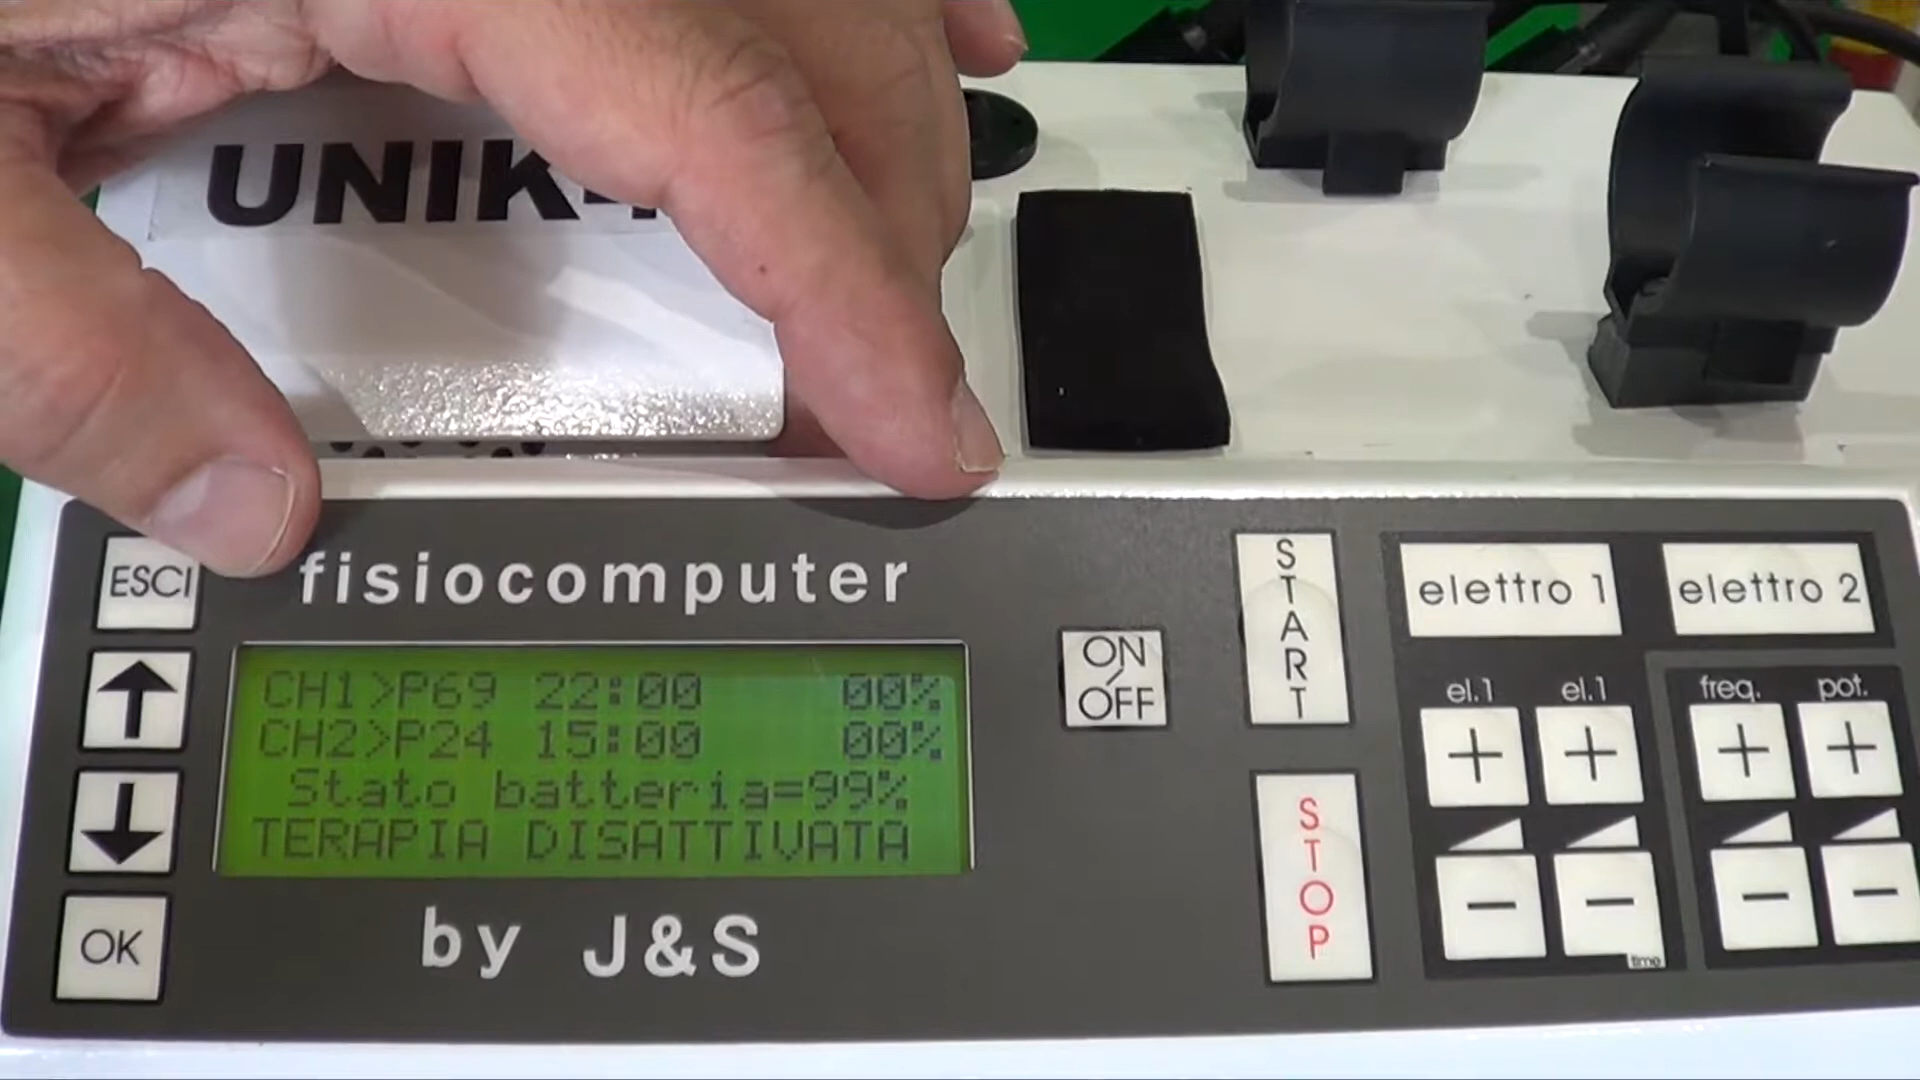 ESCI
fisiocomputer
CH1>P69 22:00 00%
CH2>P24 15:00 00%
Stato batteria=99%
TERAPIA DISATTIVATA
OK
by J&S
ON/OFF
START
STOP
elettro 1
elettro 2
el.1
el.1
freq.
pot.
+
+
+
+
-
-
-
-
time